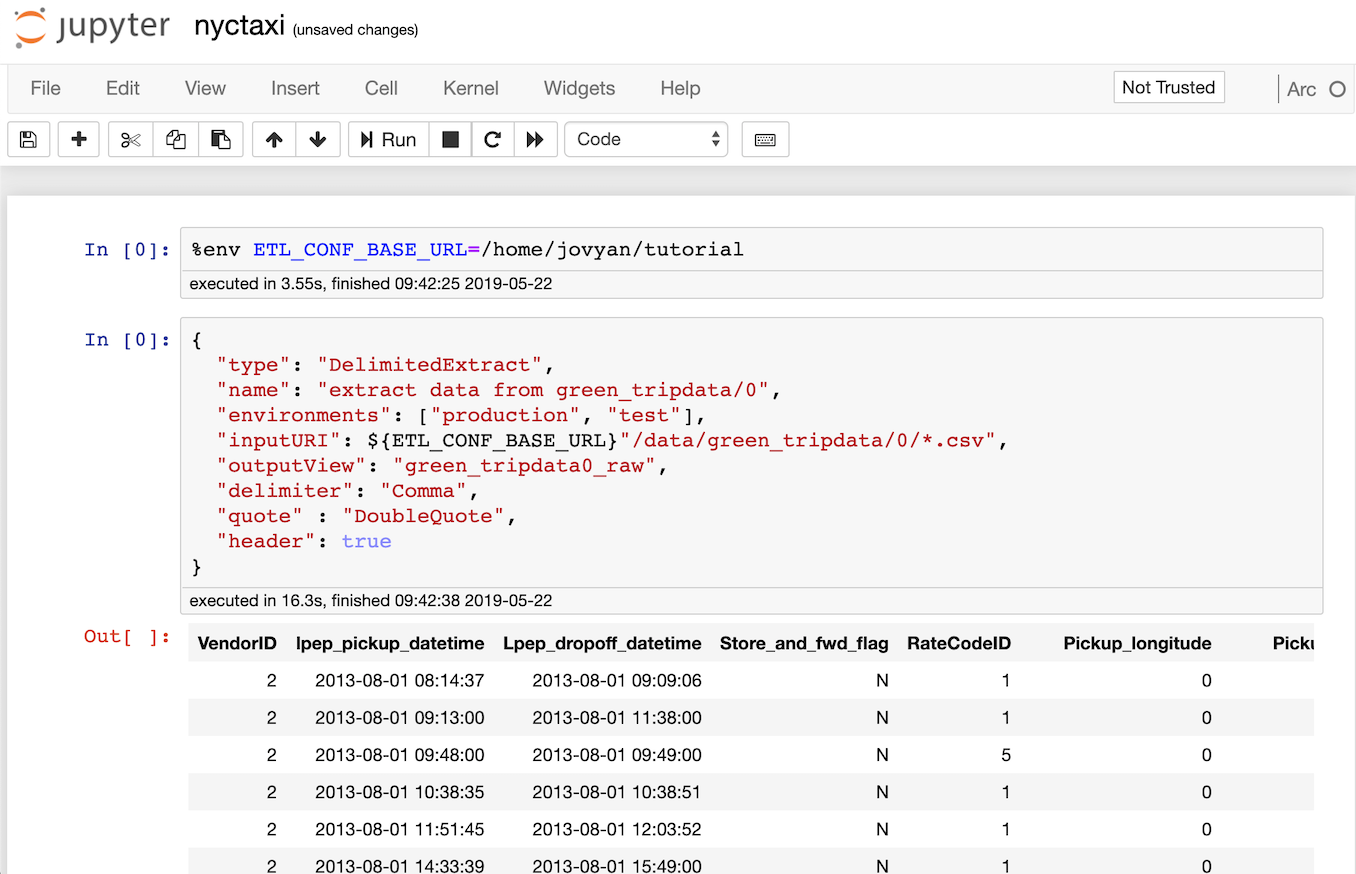 jupyter nyctaxi (unsaved changes)
File Edit View Insert Cell Kernel Widgets Help Not Trusted Arc
Run Code
In [0]: %env ETL_CONF_BASE_URL=/home/jovyan/tutorial
executed in 3.55s, finished 09:42:25 2019-05-22
In [0]: {
"type": "DelimitedExtract",
"name": "extract data from green_tripdata/0",
"environments": ["production", "test"],
"inputURI": ${ETL_CONF_BASE_URL}"/data/green_tripdata/0/*.csv",
"outputView": "green_tripdata0_raw",
"delimiter": "Comma",
"quote" : "DoubleQuote",
"header": true
}
executed in 16.3s, finished 09:42:38 2019-05-22
Out[ ]: VendorID lpep_pickup_datetime Lpep_dropoff_datetime Store_and_fwd_flag RateCodeID Pickup_longitude
2 2013-08-01 08:14:37 2013-08-01 09:09:06 N 1 0
2 2013-08-01 09:13:00 2013-08-01 11:38:00 N 1 0
2 2013-08-01 09:48:00 2013-08-01 09:49:00 N 5 0
2 2013-08-01 10:38:35 2013-08-01 10:38:51 N 1 0
2 2013-08-01 11:51:45 2013-08-01 12:03:52 N 1 0
2 2013-08-01 14:33:39 2013-08-01 15:49:00 N 1 0